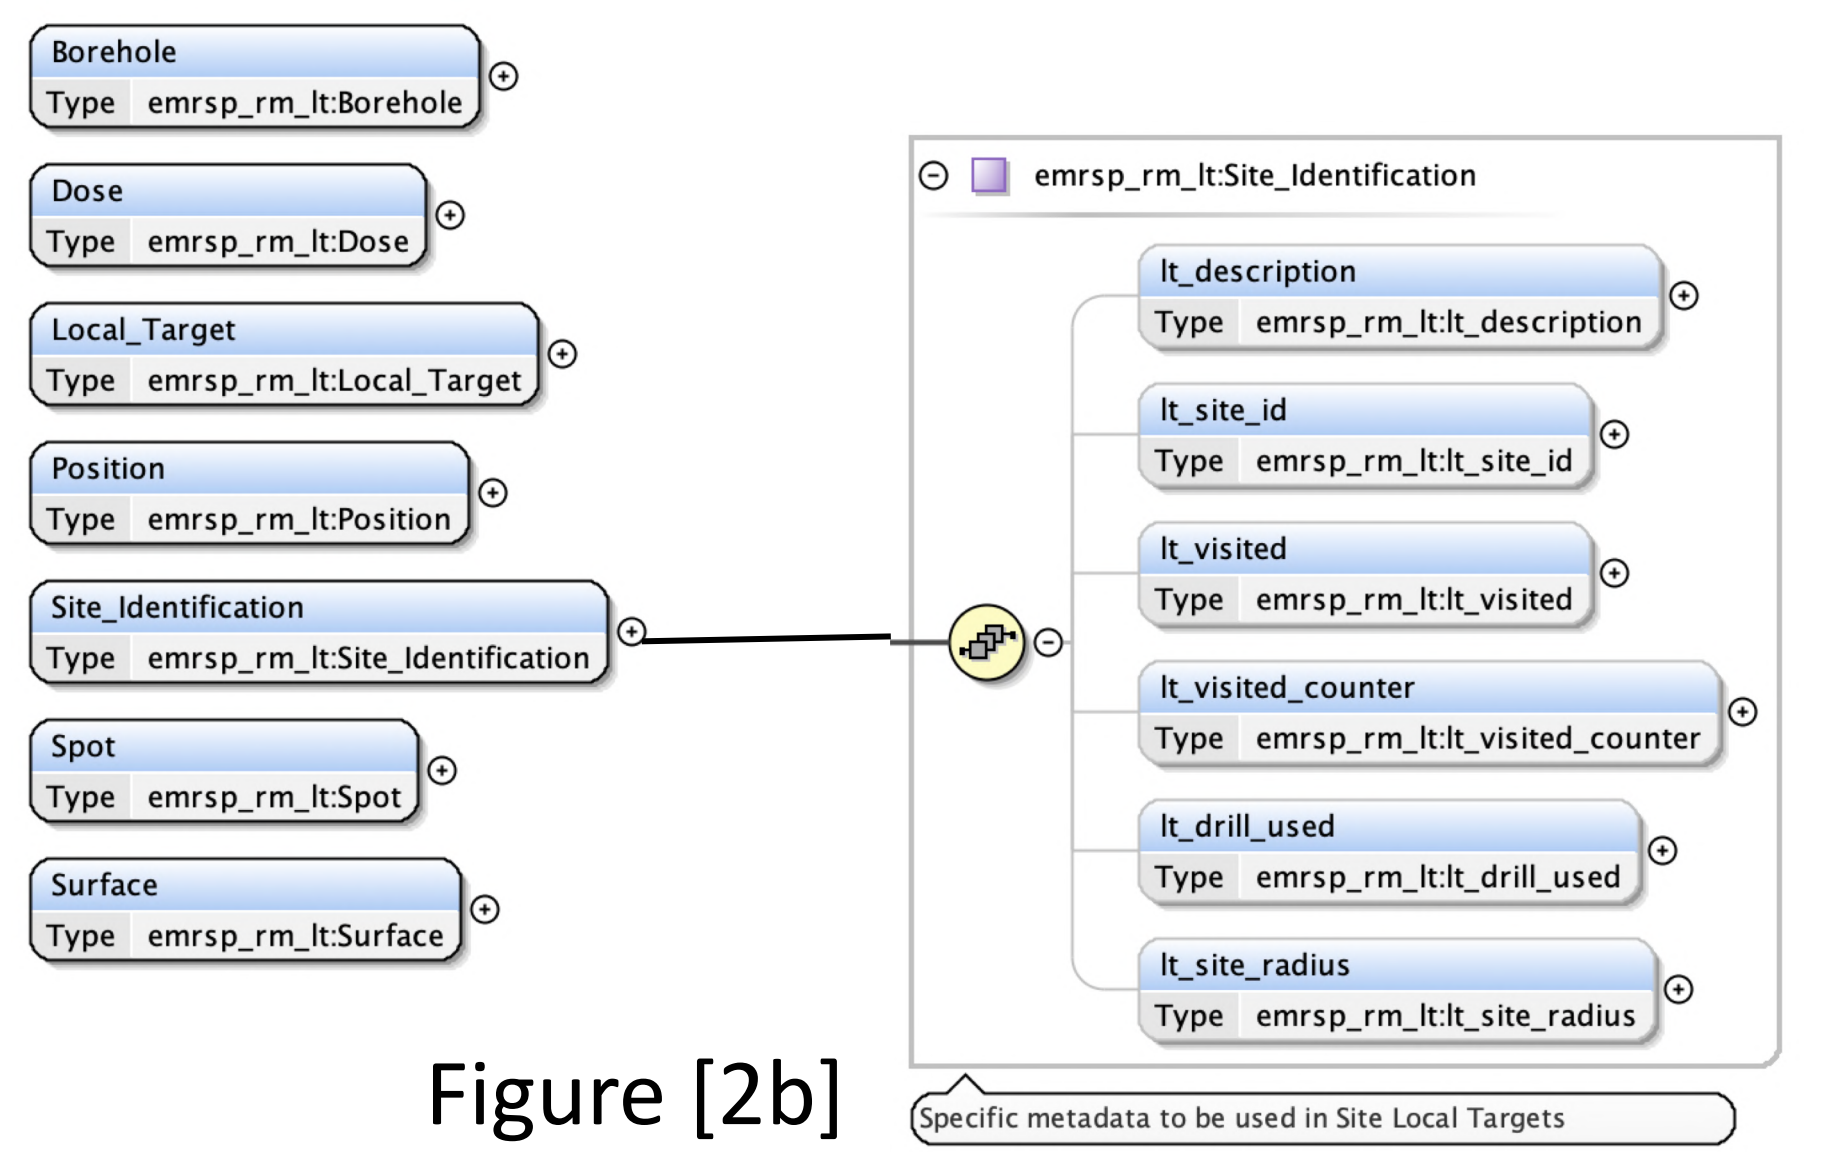 Borehole
Type emrsp_rm_lt:Borehole
Dose
Type emrsp_rm_lt:Dose
Local_Target
Type emrsp_rm_lt:Local_Target
Position
Type emrsp_rm_lt:Position
Site_Identification
Type emrsp_rm_lt:Site_Identification
Spot
Type emrsp_rm_lt:Spot
Surface
Type emrsp_rm_lt:Surface
emrsp_rm_lt:Site_Identification
lt_description
Type emrsp_rm_lt:lt_description
lt_site_id
Type emrsp_rm_lt:lt_site_id
lt_visited
Type emrsp_rm_lt:lt_visited
lt_visited_counter
Type emrsp_rm_lt:lt_visited_counter
lt_drill_used
Type emrsp_rm_lt:lt_drill_used
lt_site_radius
Type emrsp_rm_lt:lt_site_radius
Specific metadata to be used in Site Local Targets
Figure [2b]